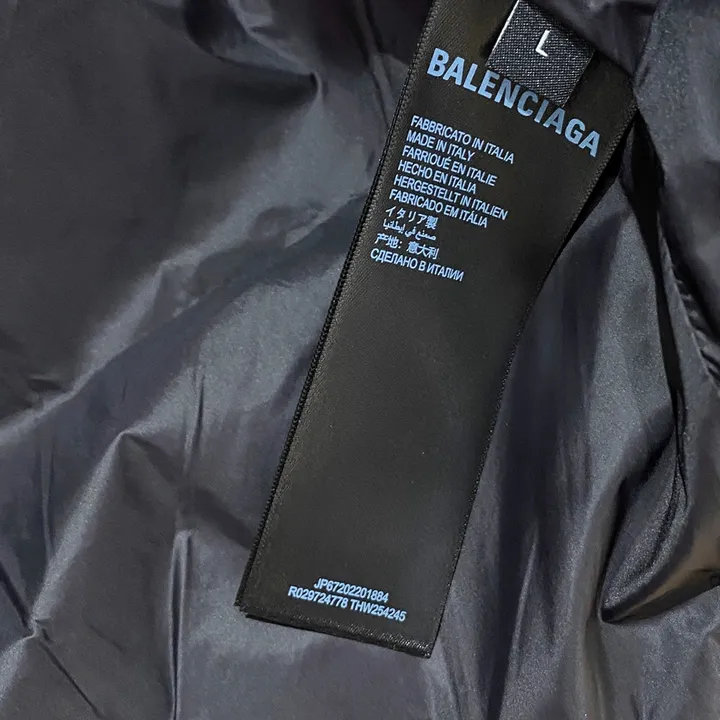 L
BALENCIAGA
FABBRICATO IN ITALIA
MADE IN ITALY
FARRIQUÉ EN ITALIE
HECHO EN ITALIA
HERGESTELLT IN ITALIEN
FABRICADO EM ITÁLIA
イタリア製
صنع في إيطاليا
产地：意大利
СДЕЛАНО В ИТАЛИИ
JP67202201884
R029724778 THW254245